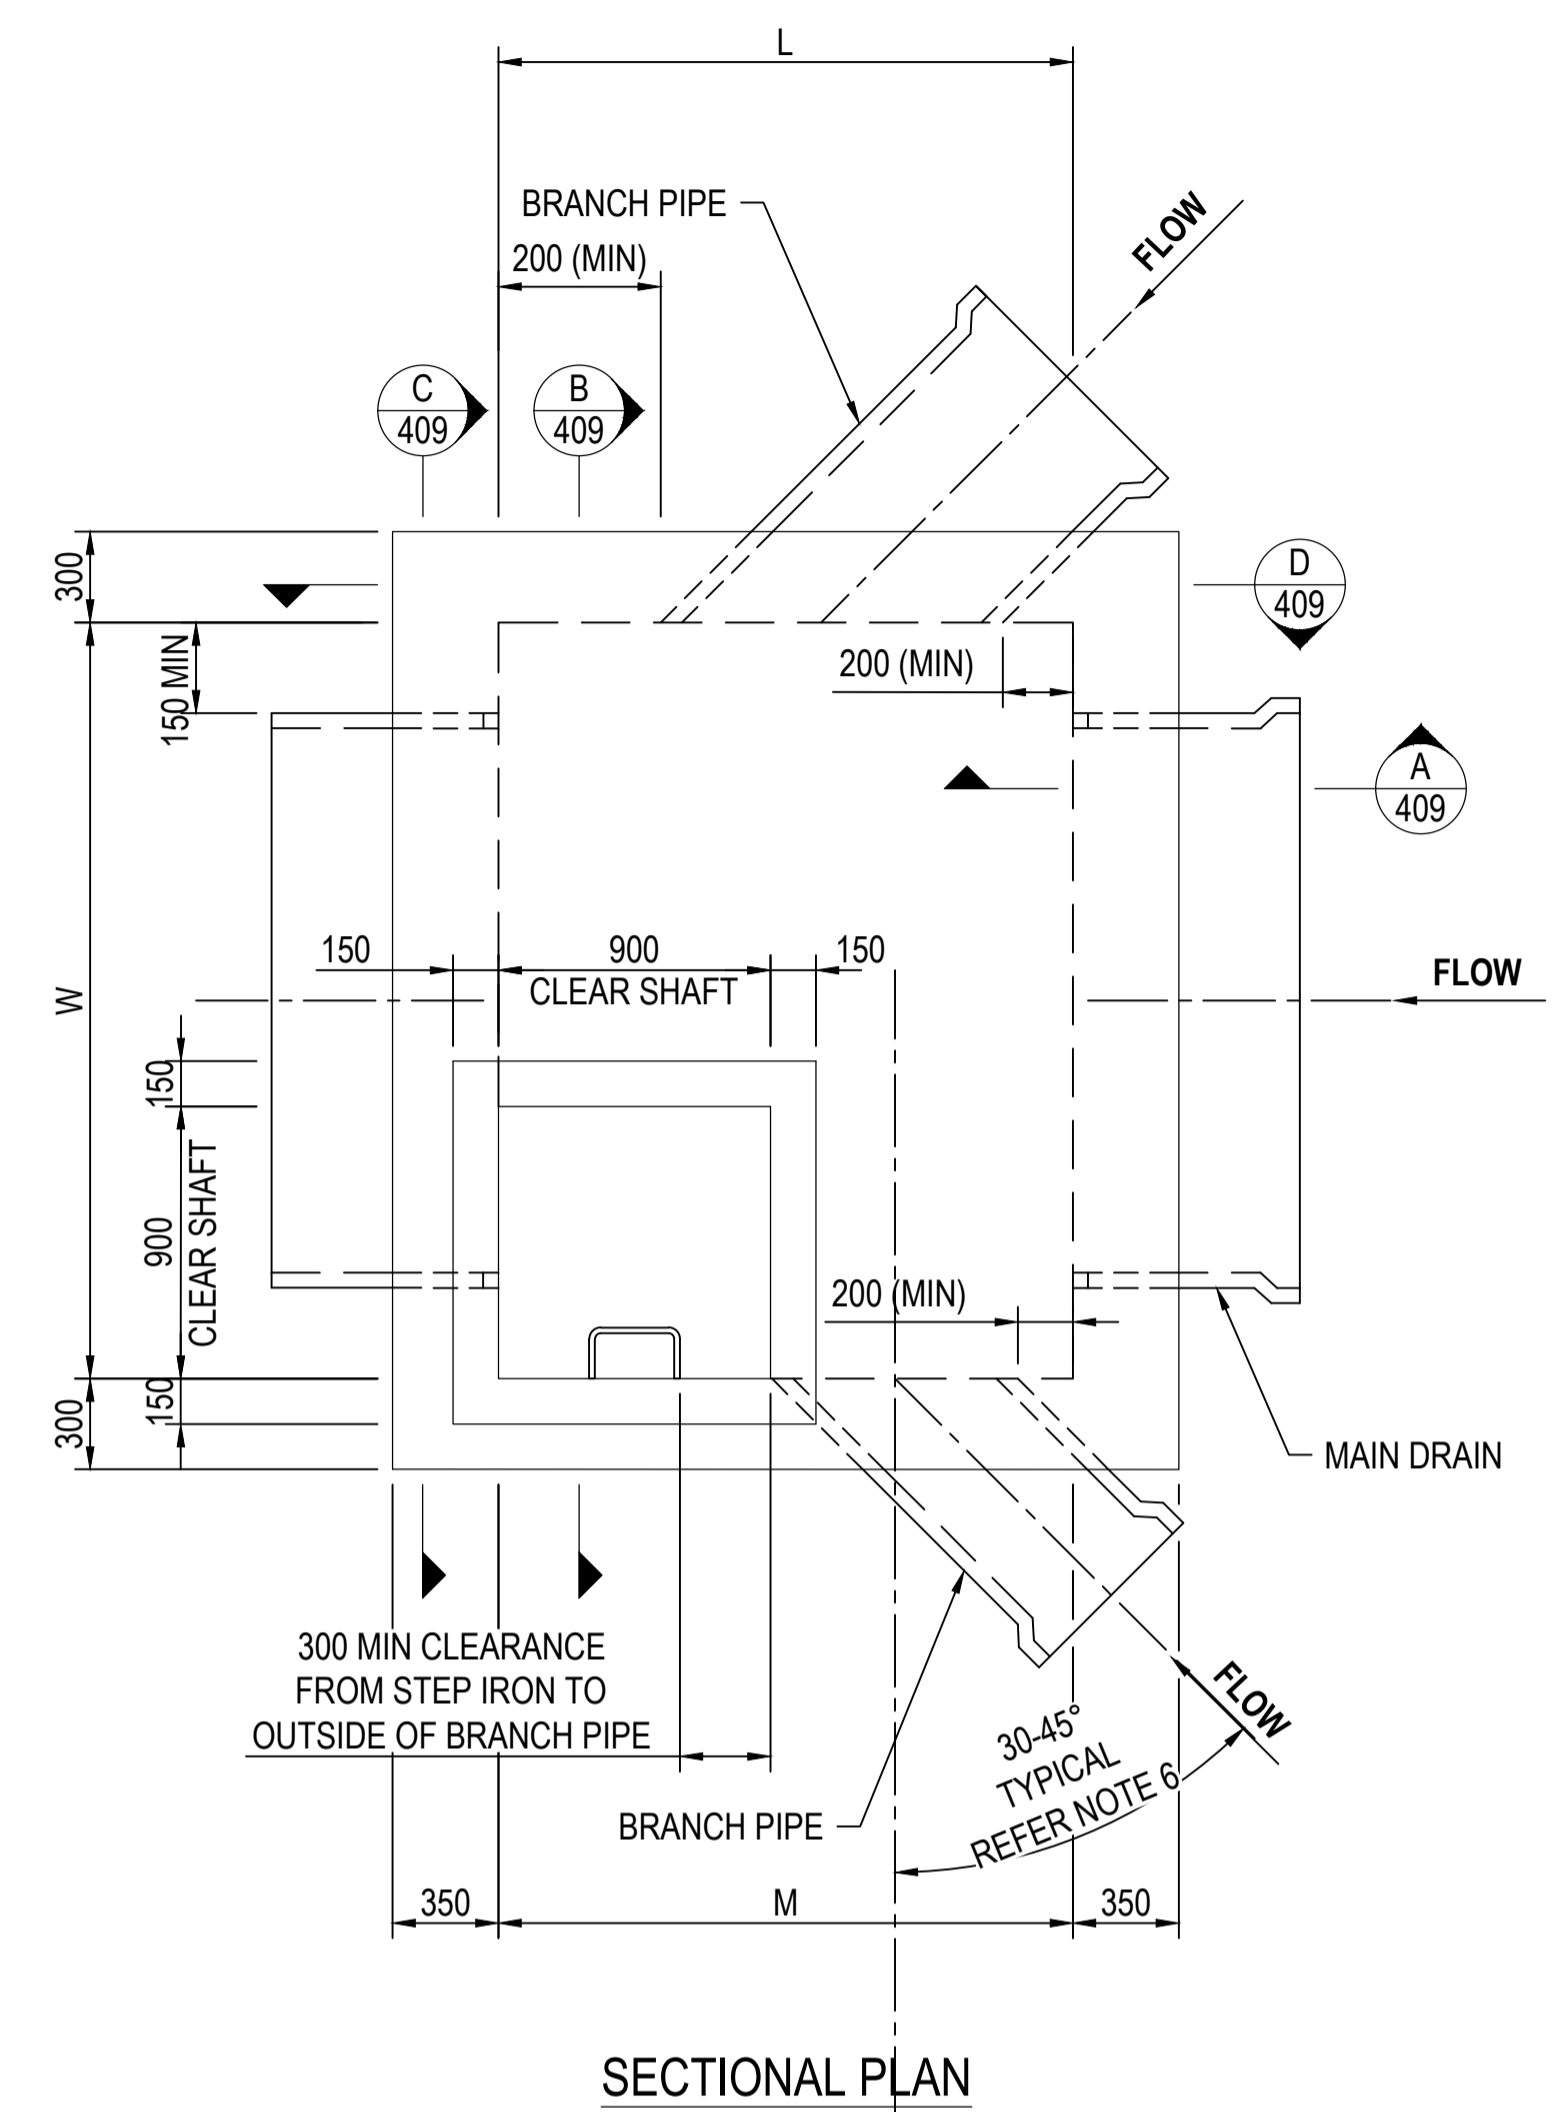 L
BRANCH PIPE
200 (MIN)
FLOW
C
409
B
409
300
D
409
150 MIN
200 (MIN)
A
409
150
900
CLEAR SHAFT
150
FLOW
W
150
900
CLEAR SHAFT
200 (MIN)
150
300
MAIN DRAIN
300 MIN CLEARANCE
FROM STEP IRON TO
OUTSIDE OF BRANCH PIPE
FLOW
30-45°
TYPICAL
REFER NOTE 6
BRANCH PIPE
350
M
350
SECTIONAL PLAN